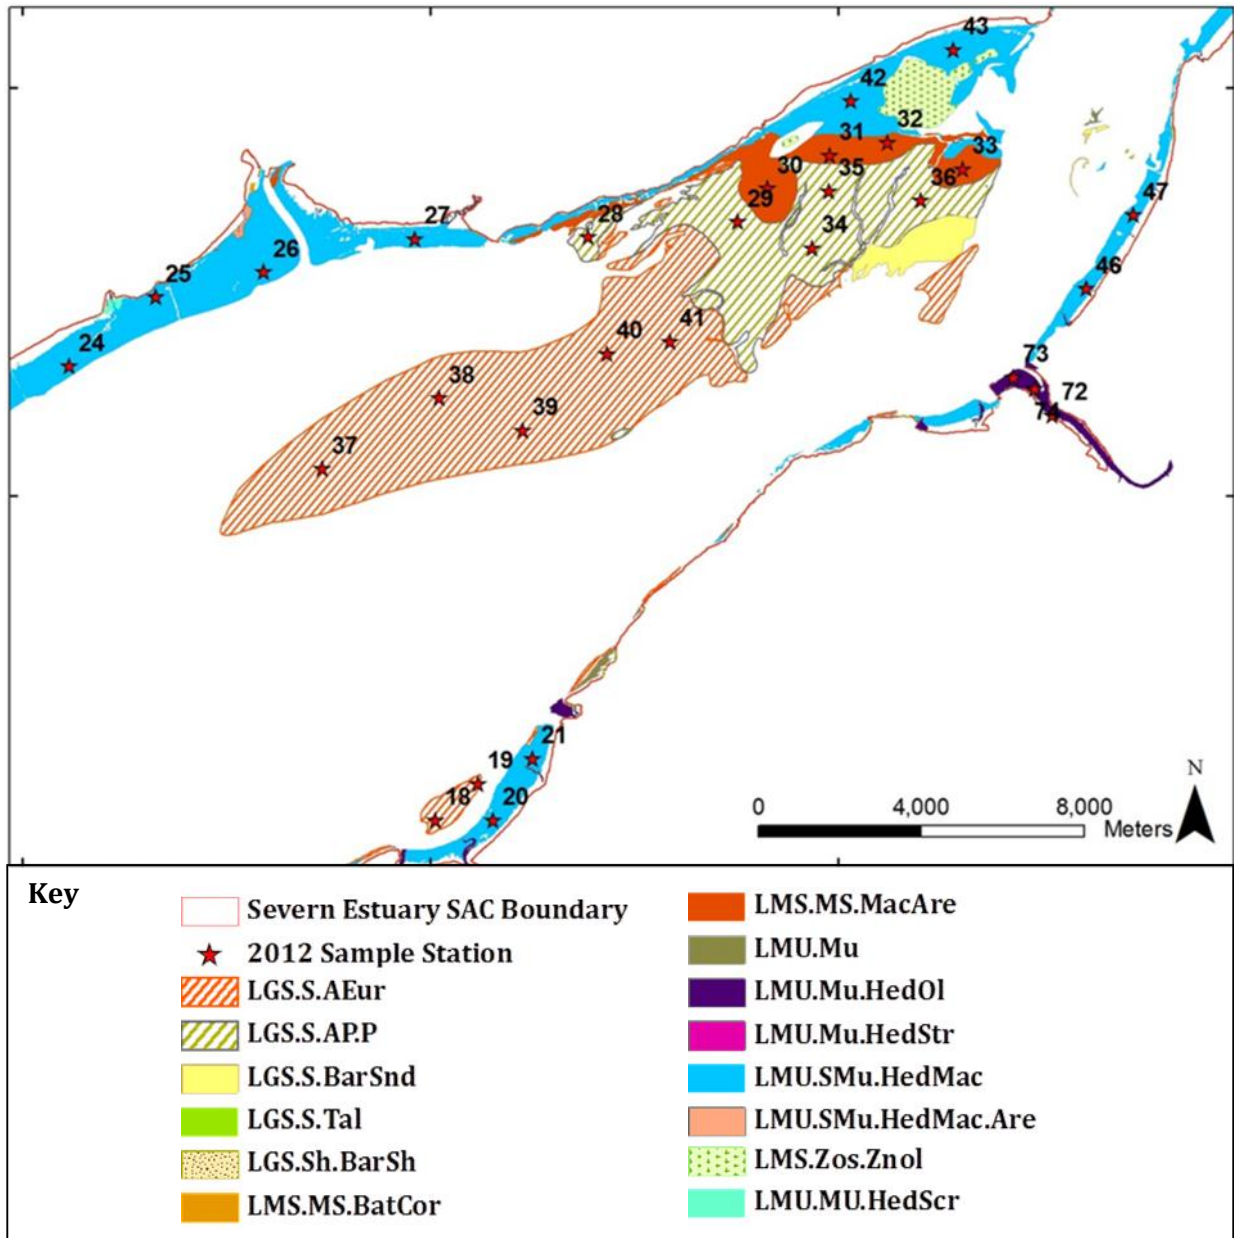 43
42
32
31
33
30
35
36
29
28
27
34
26
25
24
40
41
38
39
37
47
46
73
72
74
21
19
20
18
N
0 4,000 8,000
Meters
Key
Severn Estuary SAC Boundary
2012 Sample Station
LGS.S.AEur
LGS.S.AP.P
LGS.S.BarSnd
LGS.S.Tal
LGS.Sh.BarSh
LMS.MS.BatCor
LMS.MS.MacAre
LMU.Mu
LMU.Mu.HedOl
LMU.Mu.HedStr
LMU.SMu.HedMac
LMU.SMu.HedMac.Are
LMS.Zos.Znol
LMU.MU.HedScr